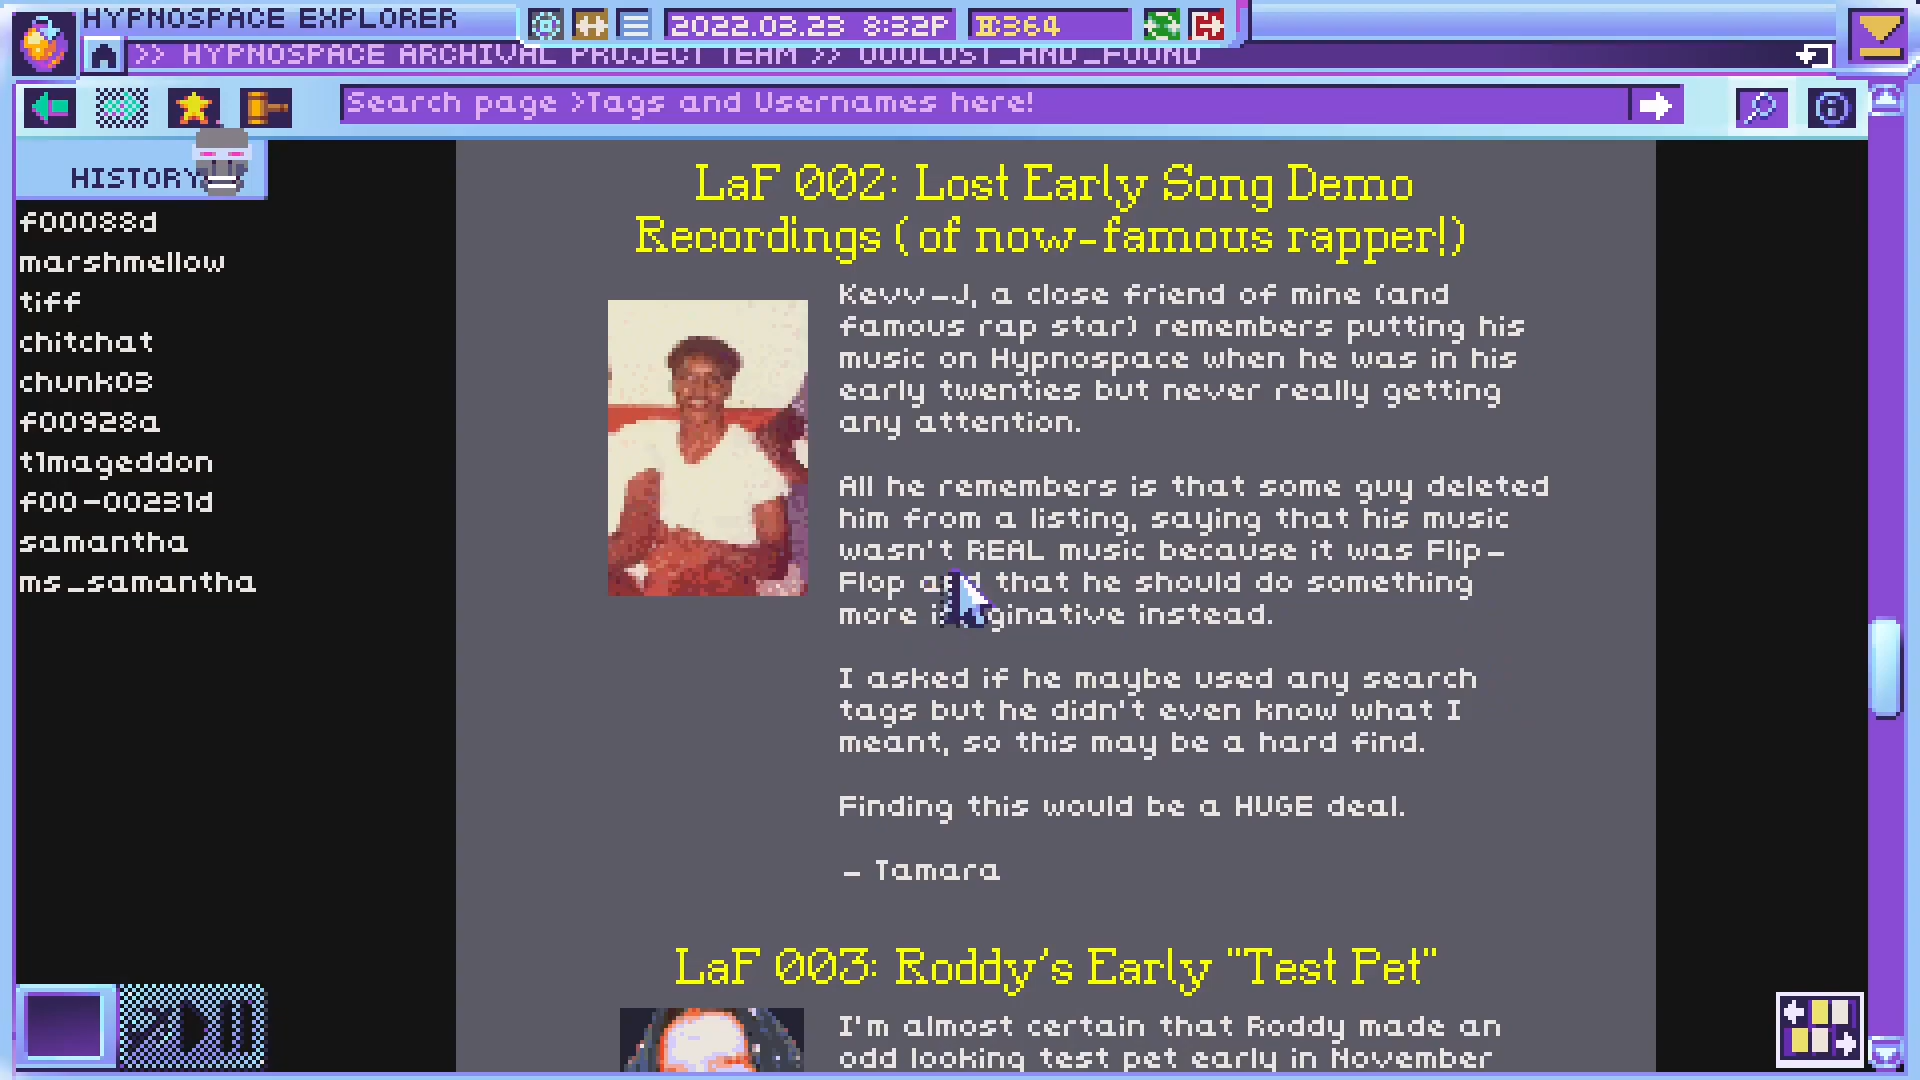 HYPNOSPACE EXPLORER
2022.03.23 8:32P
364
>> HYPNOSPACE ARCHIVAL PROJECT TEAM >> 000LOST_AND_FOUND
Search page >Tags and Usernames here!
HISTORY
f00088d
marshmellow
tiff
chitchat
chunk03
f00928a
t1mageddon
f00-00231d
samantha
ms_samantha
LaF 002: Lost Early Song Demo
Recordings (of now-famous rapper!)
Kevv-J, a close friend of mine (and
famous rap star) remembers putting his
music on Hypnospace when he was in his
early twenties but never really getting
any attention.
All he remembers is that some guy deleted
him from a listing, saying that his music
wasn't REAL music because it was Flip-
Flop and that he should do something
more imaginative instead.
I asked if he maybe used any search
tags but he didn't even know what I
meant, so this may be a hard find.
Finding this would be a HUGE deal.
- Tamara
LaF 003: Roddy's Early "Test Pet"
I'm almost certain that Roddy made an
odd looking test pet early in November